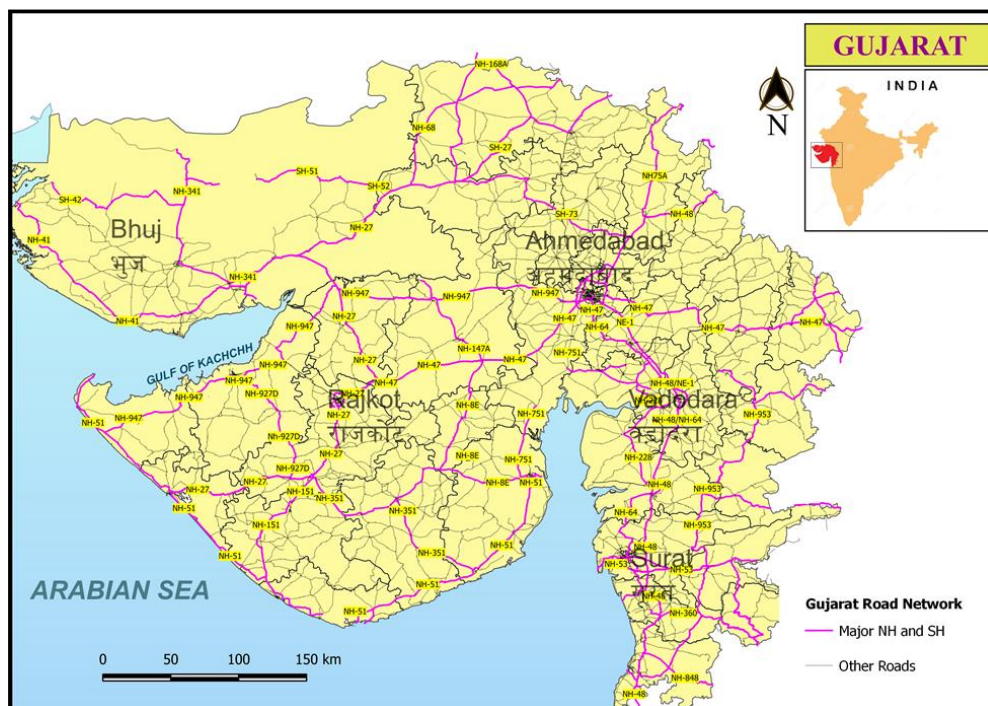 GUJARAT
INDIA
N
NH-168A
NH-68
SH-27
SH-51
SH-52
NH75A
NH-341
SH-42
SH-73
NH-48
NH-41
Bhuj
भुज
NH-27
Ahmedabad
अहमदाबाद
NH-341
NH-947
NH-947
NH-947
NH-47
NH-41
NH-947
NH-27
NH-47
NH-47
NH-64
NE-1
NH-47
NH-47
GULF OF KACHCHH
NH-147A
NH-751
NH-947
NH-27
NH-47
NH-47
NH-947
NH-927D
NH-47
NH-48/NE-1
NH-947
Rajkot
राजकोट
NH-8E
Vadodara
वडोदरा
NH-51
NH-947
NH-27
NH-751
NH-48/NH-64
NH-953
Nh-927D
NH-27
NH-8E
NH-751
NH-228
NH-927D
NH-27
NH-8E
NH-51
NH-48
NH-27
NH-151
NH-351
NH-953
NH-51
NH-351
NH-64
NH-151
NH-953
NH-51
NH-351
NH-51
NH-48
Surat
सूरत
NH-53
NH-53
NH-51
NH-48
ARABIAN SEA
NH-51
NH-360
Gujarat Road Network
Major NH and SH
Other Roads
0 50 100 150 km
NH-848
NH-48